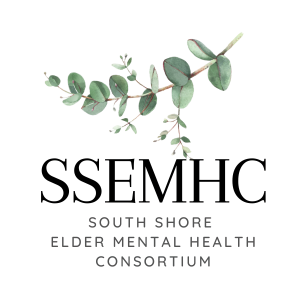 SSEMHC
SOUTH SHORE
ELDER MENTAL HEALTH
CONSORTIUM